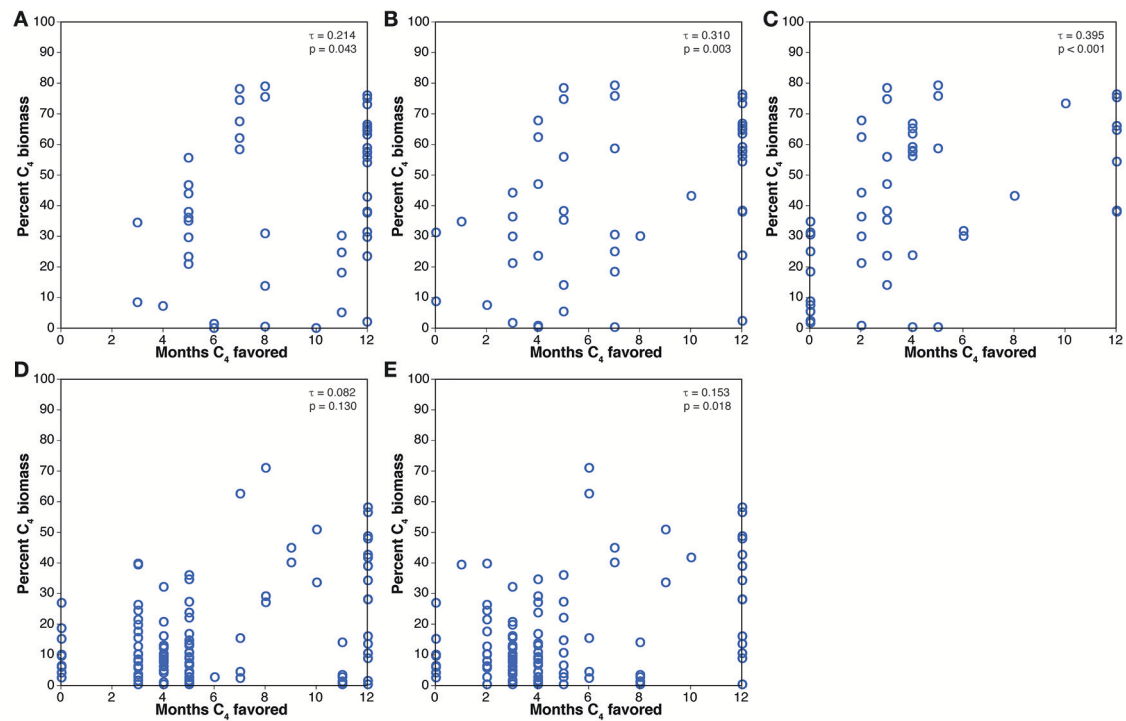 A
100
90
80
70
60
50
40
30
20
10
0
Percent C4 biomass
τ = 0.214
p = 0.043
0 2 4 6 8 10 12
Months C4 favored
B
100
90
80
70
60
50
40
30
20
10
0
Percent C4 biomass
τ = 0.310
p = 0.003
0 2 4 6 8 10 12
Months C4 favored
C
100
90
80
70
60
50
40
30
20
10
0
Percent C4 biomass
τ = 0.395
p < 0.001
0 2 4 6 8 10 12
Months C4 favored
D
100
90
80
70
60
50
40
30
20
10
0
Percent C4 biomass
τ = 0.082
p = 0.130
0 2 4 6 8 10 12
Months C4 favored
E
100
90
80
70
60
50
40
30
20
10
0
Percent C4 biomass
τ = 0.153
p = 0.018
0 2 4 6 8 10 12
Months C4 favored